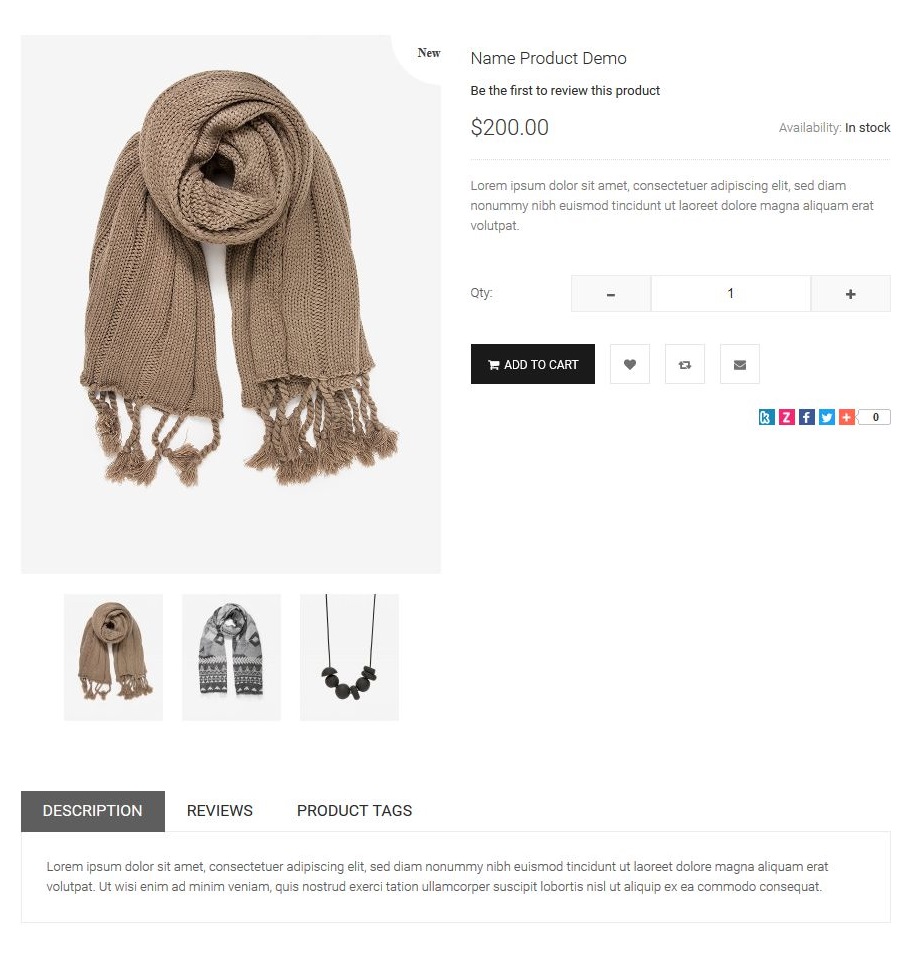 New
Name Product Demo
Be the first to review this product
$200.00
Availability: In stock
Lorem ipsum dolor sit amet, consectetuer adipiscing elit, sed diam
nonummy nibh euismod tincidunt ut laoreet dolore magna aliquam erat
volutpat.
Qty:
- 1 +
ADD TO CART
0
DESCRIPTION
REVIEWS
PRODUCT TAGS
Lorem ipsum dolor sit amet, consectetuer adipiscing elit, sed diam nonummy nibh euismod tincidunt ut laoreet dolore magna aliquam erat
volutpat. Ut wisi enim ad minim veniam, quis nostrud exerci tation ullamcorper suscipit lobortis nisl ut aliquip ex ea commodo consequat.